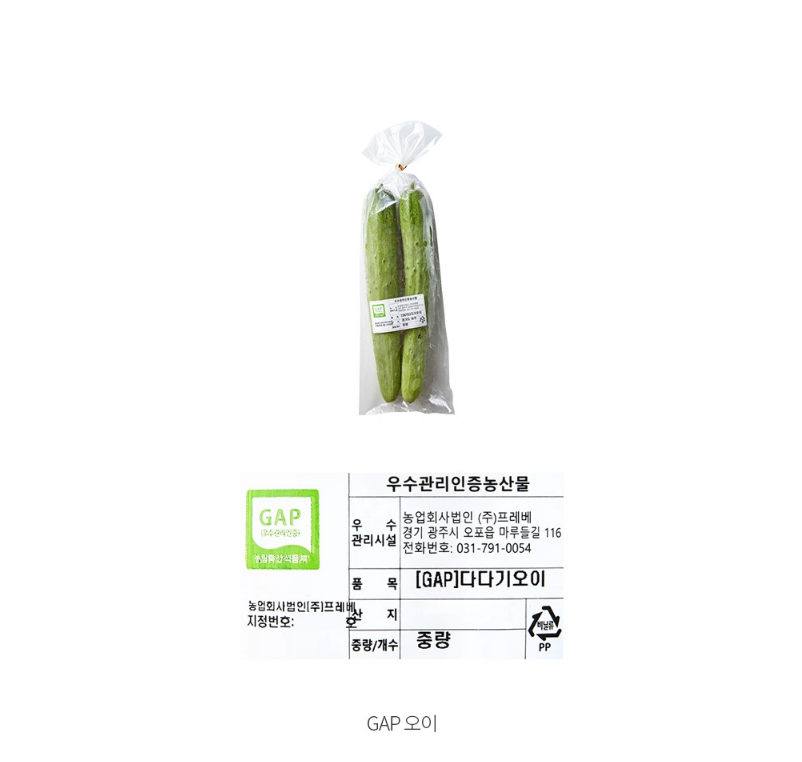 우수관리인증농산물
GAP
(우수관리인증)
농림축산식품부
농업회사법인(주)프레베
지정번호: 호
우 수
관리시설
농업회사법인 (주)프레베
경기 광주시 오포읍 마루들길 116
전화번호: 031-791-0054
품 목
[GAP]다다기오이
산 지
중량/개수
중량
비닐류
PP
GAP 오이